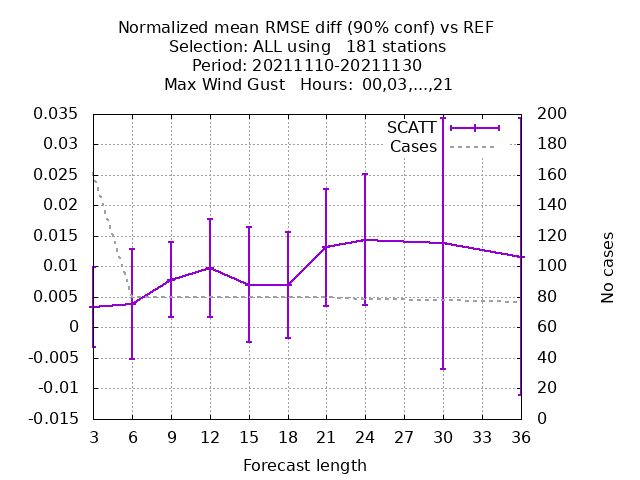 Normalized mean RMSE diff (90% conf) vs REF
Selection: ALL using   181 stations
Period: 20211110-20211130
Max Wind Gust   Hours:  00,03,...,21
SCATT
Cases
0.035
0.03
0.025
0.02
0.015
0.01
0.005
0
-0.005
-0.01
-0.015
200
180
160
140
120
100
80
60
40
20
0
No cases
3 6 9 12 15 18 21 24 27 30 33 36
Forecast length